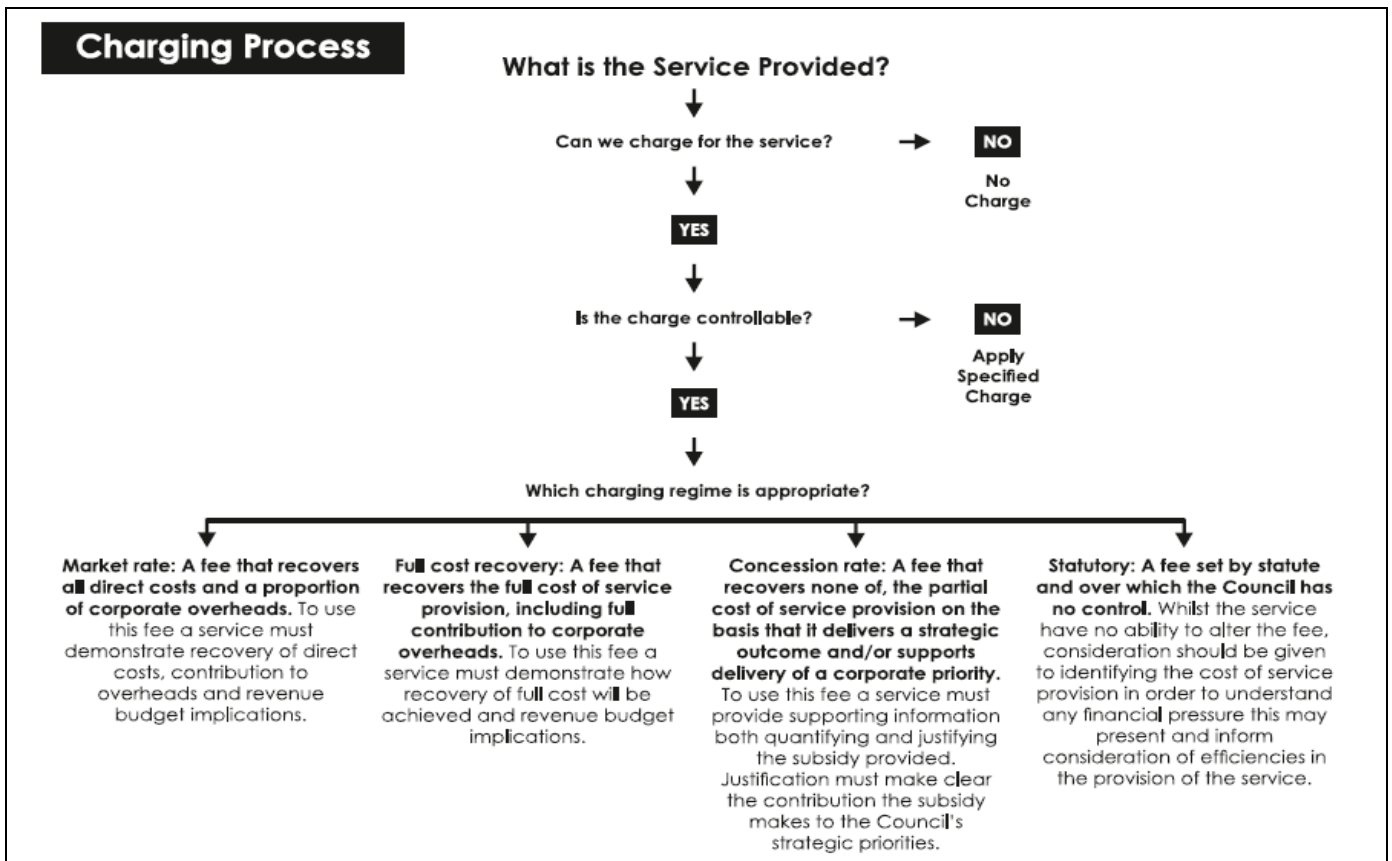 Charging Process
What is the Service Provided?
Can we charge for the service?
NO
No
Charge
YES
Is the charge controllable?
NO
Apply
Specified
Charge
YES
Which charging regime is appropriate?
Market rate: A fee that recovers
all direct costs and a proportion
of corporate overheads. To use
this fee a service must
demonstrate recovery of direct
costs, contribution to
overheads and revenue
budget implications.
Full cost recovery: A fee that
recovers the full cost of service
provision, including full
contribution to corporate
overheads. To use this fee a
service must demonstrate how
recovery of full cost will be
achieved and revenue budget
implications.
Concession rate: A fee that
recovers none of, the partial
cost of service provision on the
basis that it delivers a strategic
outcome and/or supports
delivery of a corporate priority.
To use this fee a service must
provide supporting information
both quantifying and justifying
the subsidy provided.
Justification must make clear
the contribution the subsidy
makes to the Council's
strategic priorities.
Statutory: A fee set by statute
and over which the Council has
no control. Whilst the service
have no ability to alter the fee,
consideration should be given
to identifying the cost of service
provision in order to understand
any financial pressure this may
present and inform
consideration of efficiencies in
the provision of the service.